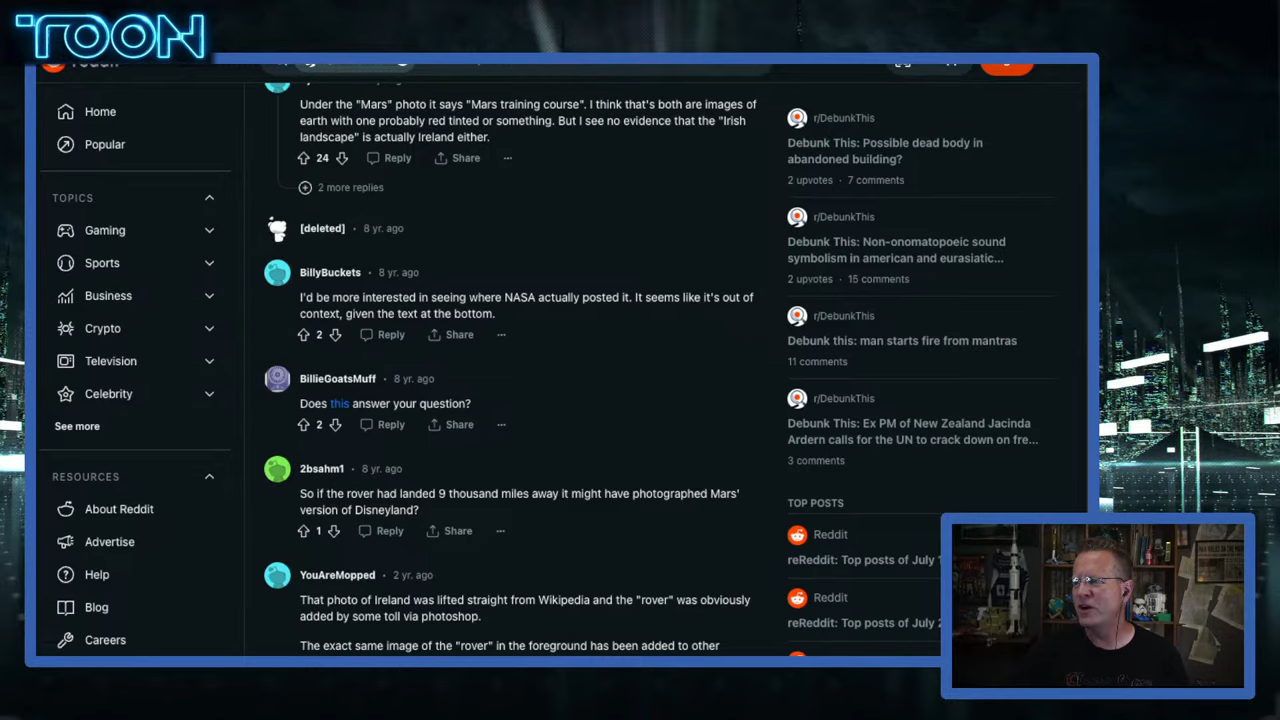 TOON
reddit
Home
Popular
TOPICS
Gaming
Sports
Business
Crypto
Television
Celebrity
See more
RESOURCES
About Reddit
Advertise
Help
Blog
Careers
Under the "Mars" photo it says "Mars training course". I think that's both are images of
earth with one probably red tinted or something. But I see no evidence that the "Irish
landscape" is actually Ireland either.
24 Reply Share ...
2 more replies
[deleted] • 8 yr. ago
BillyBuckets • 8 yr. ago
I'd be more interested in seeing where NASA actually posted it. It seems like it's out of
context, given the text at the bottom.
2 Reply Share ...
BillieGoatsMuff • 8 yr. ago
Does this answer your question?
2 Reply Share ...
2bsahm1 • 8 yr. ago
So if the rover had landed 9 thousand miles away it might have photographed Mars'
version of Disneyland?
1 Reply Share ...
YouAreMopped • 2 yr. ago
That photo of Ireland was lifted straight from Wikipedia and the "rover" was obviously
added by some toll via photoshop.
The exact same image of the "rover" in the foreground has been added to other
r/DebunkThis
Debunk This: Possible dead body in
abandoned building?
2 upvotes · 7 comments
r/DebunkThis
Debunk This: Non-onomatopoeic sound
symbolism in american and eurasiatic...
2 upvotes · 15 comments
r/DebunkThis
Debunk this: man starts fire from mantras
11 comments
r/DebunkThis
Debunk This: Ex PM of New Zealand Jacinda
Ardern calls for the UN to crack down on fre...
3 comments
TOP POSTS
Reddit
reReddit: Top posts of July 1
Reddit
reReddit: Top posts of July 2